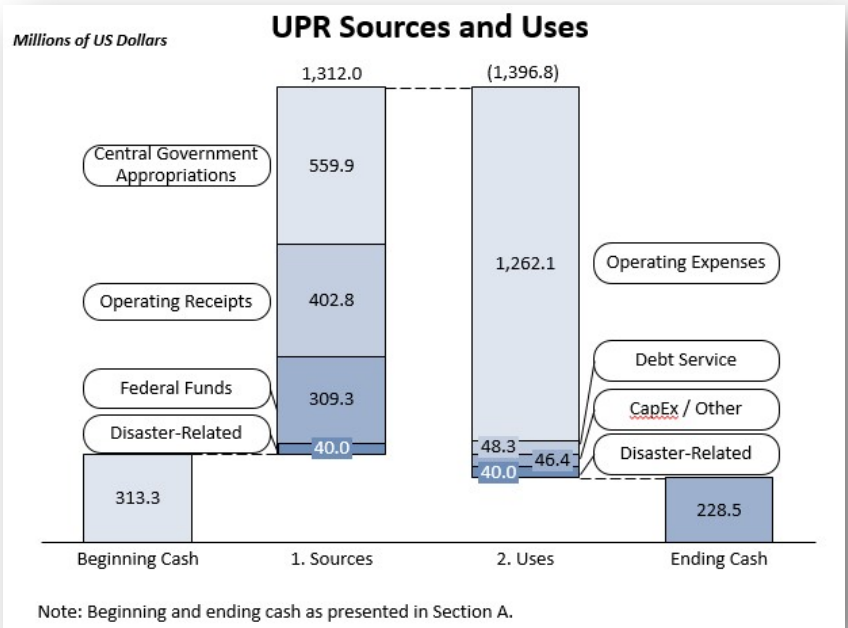 UPR Sources and Uses
Millions of US Dollars
1,312.0
(1,396.8)
Central Government
Appropriations
559.9
1,262.1
Operating Expenses
Operating Receipts
402.8
Debt Service
Federal Funds
309.3
CapEx / Other
Disaster-Related
40.0
48.3
46.4
40.0
Disaster-Related
313.3
228.5
Beginning Cash
1. Sources
2. Uses
Ending Cash
Note: Beginning and ending cash as presented in Section A.